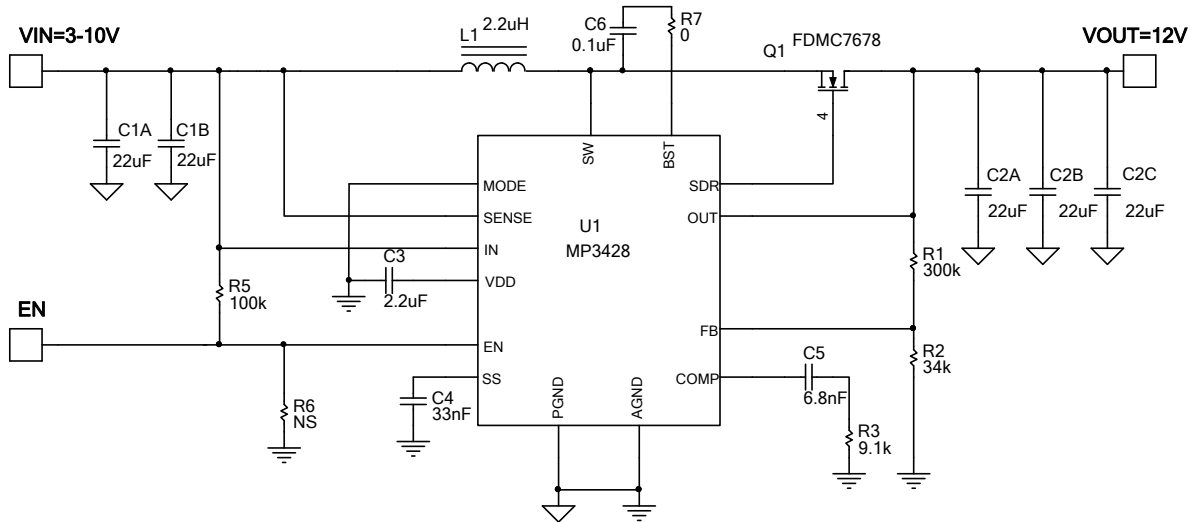 VIN=3-10V
L1
2.2uH
C6
0.1uF
R7
0
Q1
FDMC7678
VOUT=12V
C1A
22uF
C1B
22uF
4
SW
BST
MODE
SENSE
IN
VDD
EN
SS
SDR
OUT
FB
COMP
U1
MP3428
PGND
AGND
C2A
22uF
C2B
22uF
C2C
22uF
C3
2.2uF
R5
100k
R1
300k
EN
R2
34k
C5
6.8nF
C4
33nF
R6
NS
R3
9.1k